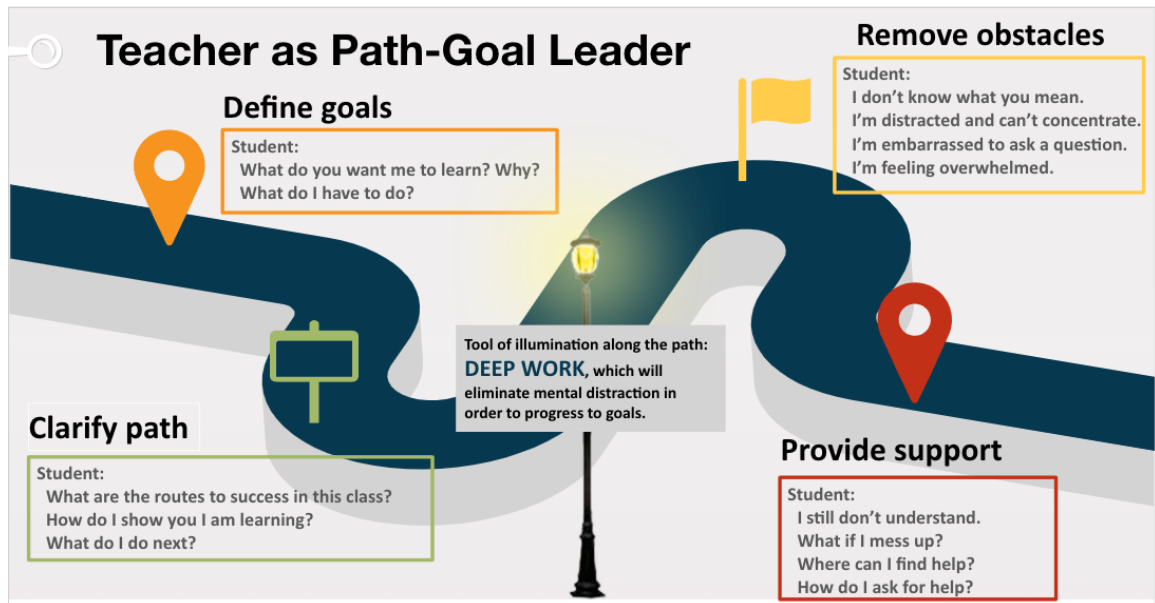 Teacher as Path-Goal Leader
Define goals
Student:
What do you want me to learn? Why?
What do I have to do?
Clarify path
Student:
What are the routes to success in this class?
How do I show you I am learning?
What do I do next?
Tool of illumination along the path:
DEEP WORK, which will
eliminate mental distraction in
order to progress to goals.
Remove obstacles
Student:
I don’t know what you mean.
I’m distracted and can’t concentrate.
I’m embarrassed to ask a question.
I’m feeling overwhelmed.
Provide support
Student:
I still don’t understand.
What if I mess up?
Where can I find help?
How do I ask for help?